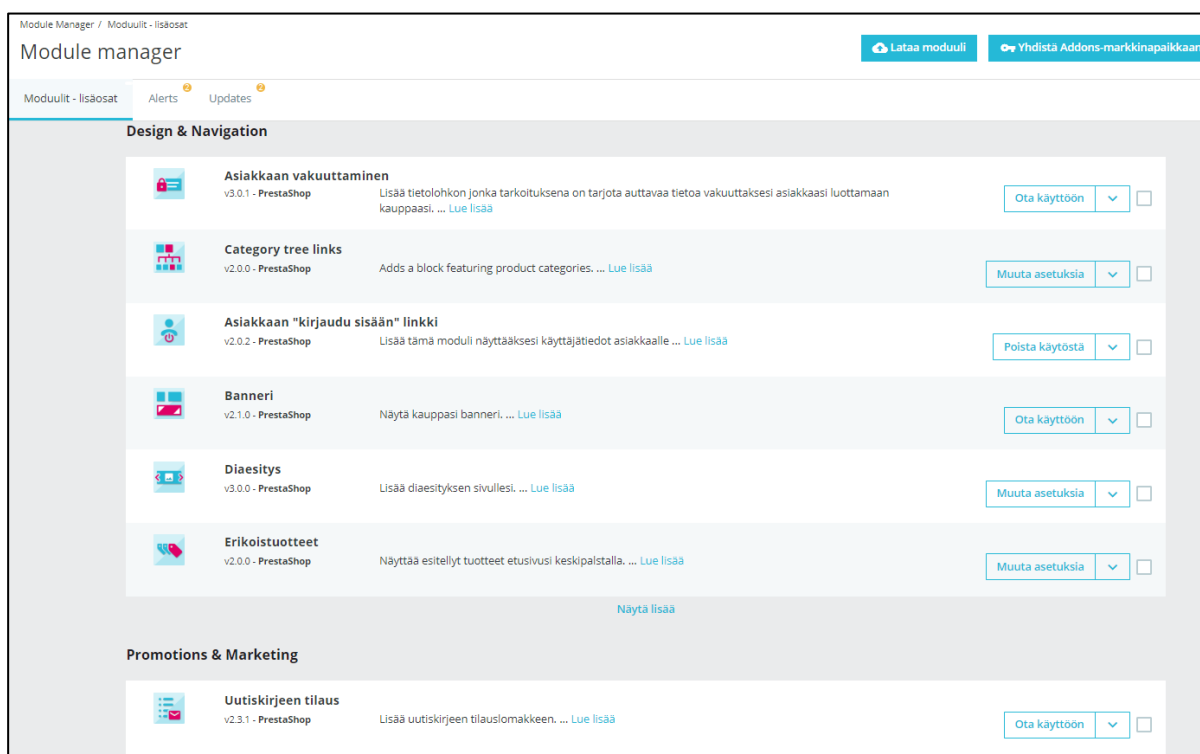 Module Manager / Moduulit - lisäosat
Module manager
Lataa moduuli
Yhdistä Addons-markkinapaikkaan
Moduulit - lisäosat
Alerts 2
Updates 2
Design & Navigation
Asiakkaan vakuuttaminen
v3.0.1 - PrestaShop
Lisää tietolohkon jonka tarkoituksena on tarjota auttavaa tietoa vakuuttaksesi asiakkaasi luottamaan
kauppaasi. ... Lue lisää
Ota käyttöön
Category tree links
v2.0.0 - PrestaShop
Adds a block featuring product categories. ... Lue lisää
Muuta asetuksia
Asiakkaan "kirjaudu sisään" linkki
v2.0.2 - PrestaShop
Lisää tämä moduli näyttääksesi käyttäjätiedot asiakkaalle ... Lue lisää
Poista käytöstä
Banneri
v2.1.0 - PrestaShop
Näytä kauppasi banneri. ... Lue lisää
Ota käyttöön
Diaesitys
v3.0.0 - PrestaShop
Lisää diaesityksen sivullesi. ... Lue lisää
Muuta asetuksia
Erikoistuotteet
v2.0.0 - PrestaShop
Näyttää esitellyt tuotteet etusivusi keskipalstalla. ... Lue lisää
Muuta asetuksia
Näytä lisää
Promotions & Marketing
Uutiskirjeen tilaus
v2.3.1 - PrestaShop
Lisää uutiskirjeen tilauslomakkeen. ... Lue lisää
Ota käyttöön